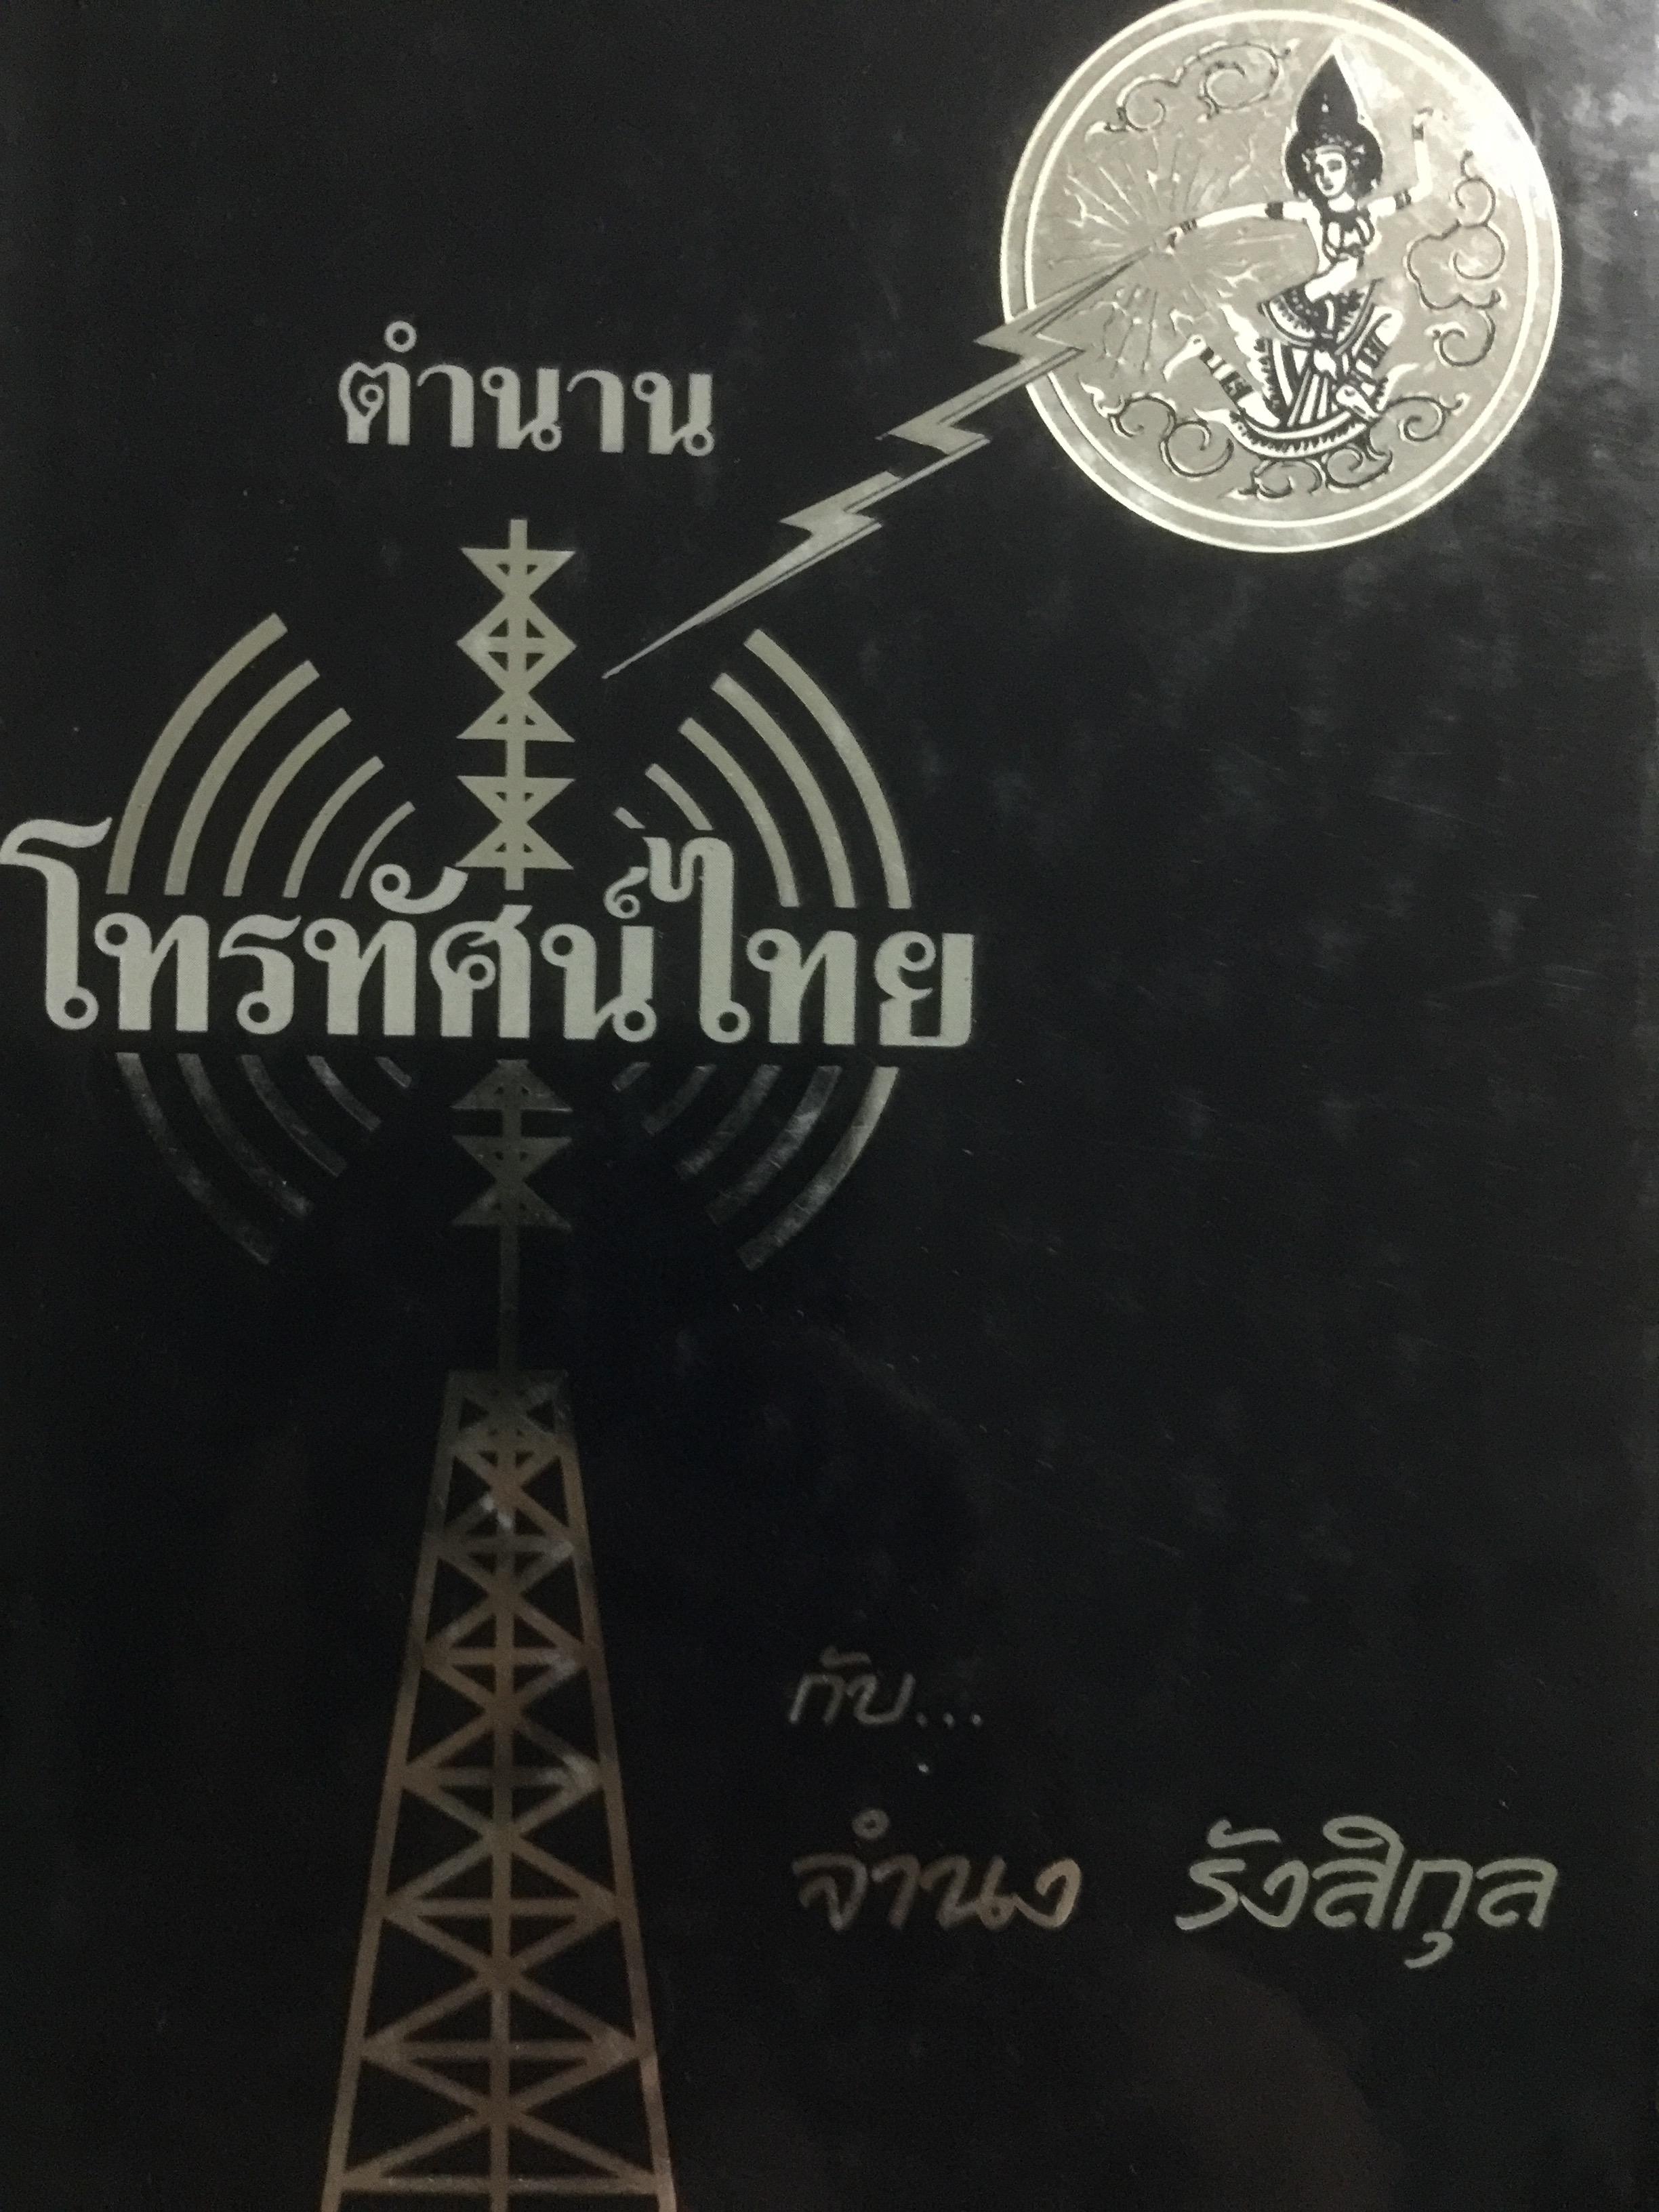 ตำนาน
โทรทัศน์ไทย
กับ...
จำนง รังสิกุล